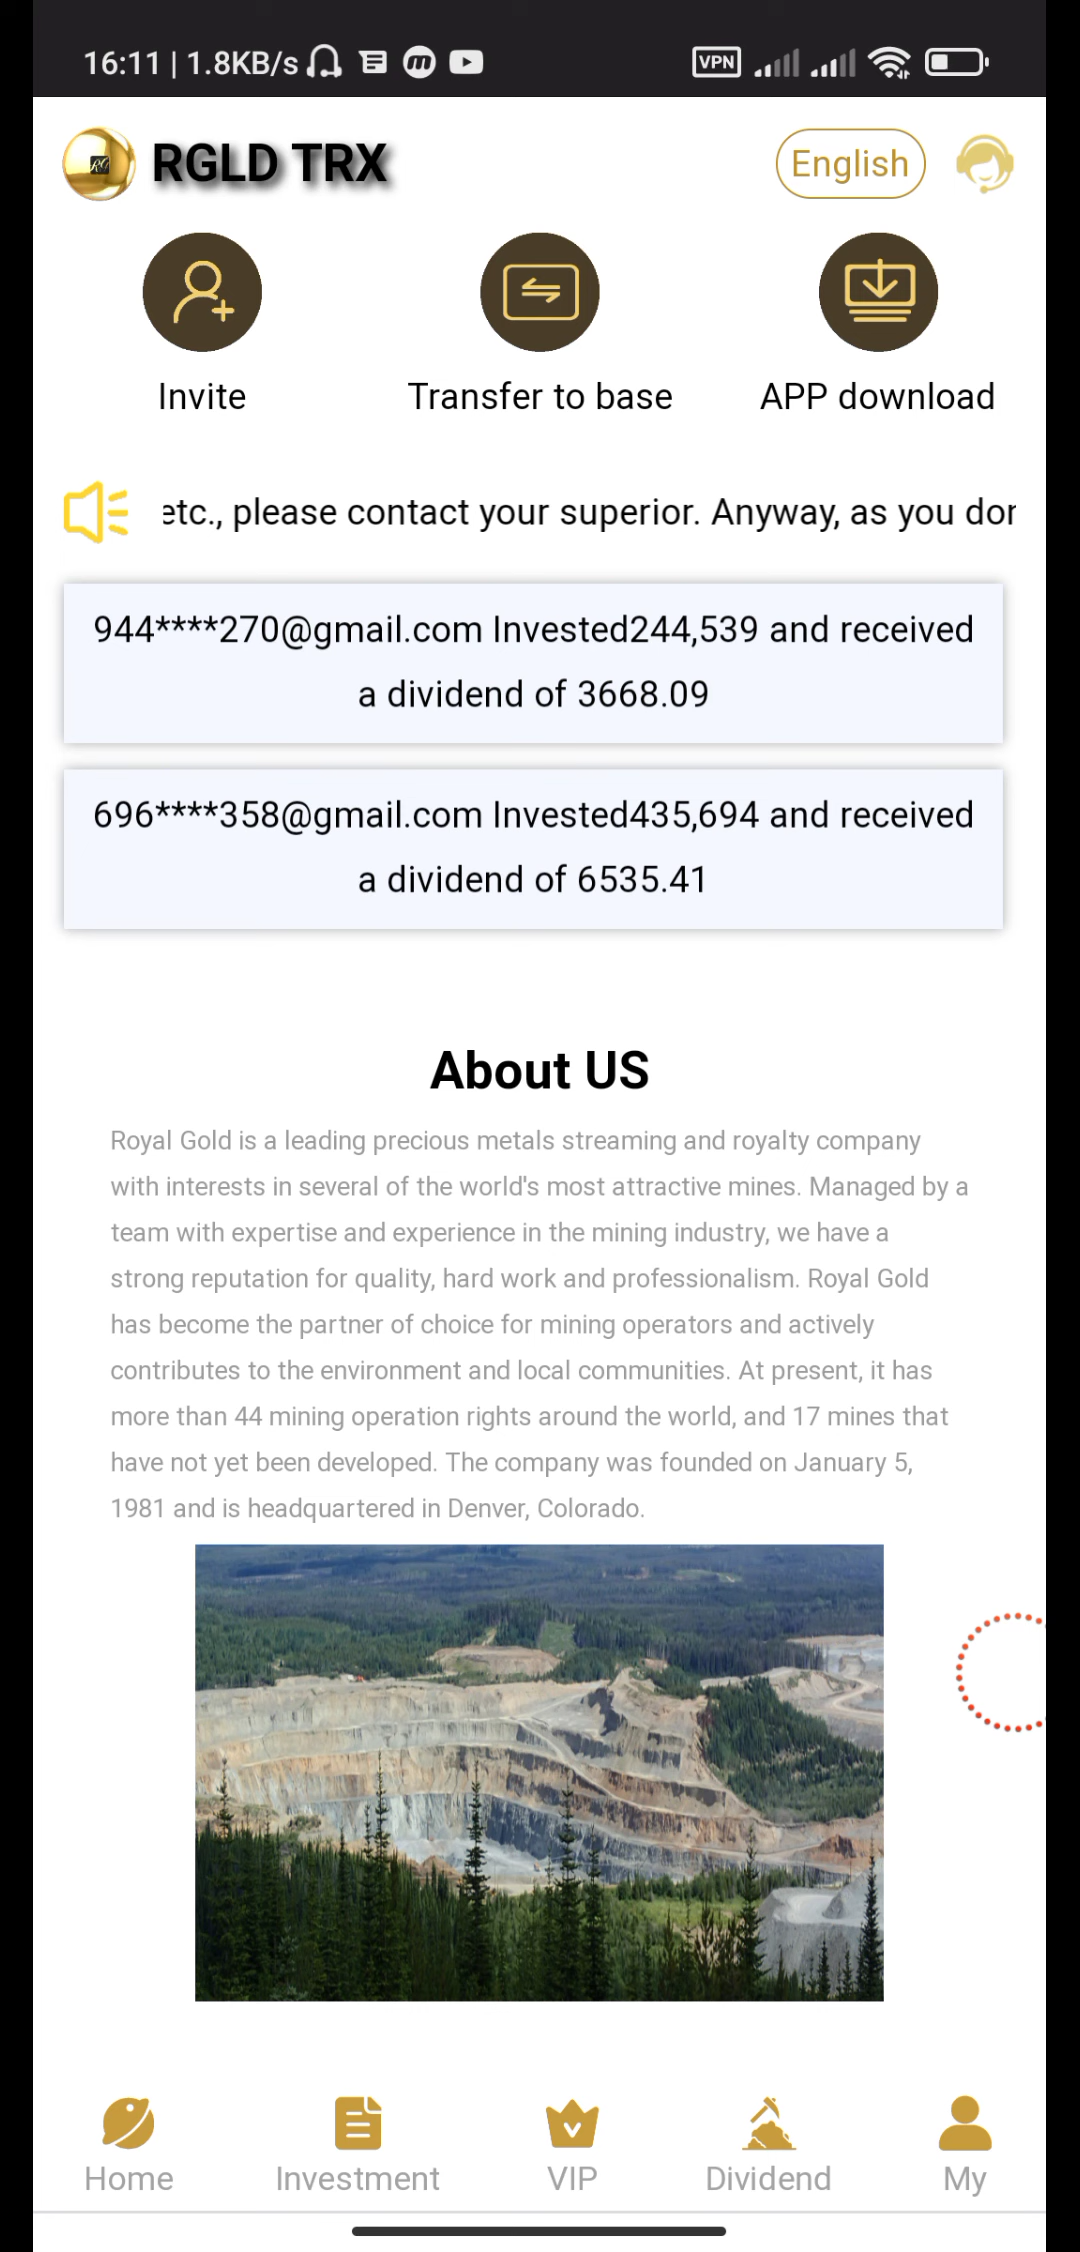 16:11 | 1.8KB/s
VPN
RGLD TRX
English
Invite
Transfer to base
APP download
etc., please contact your superior. Anyway, as you
944****270@gmail.com Invested244,539 and received
a dividend of 3668.09
696****358@gmail.com Invested435,694 and received
a dividend of 6535.41
About US
Royal Gold is a leading precious metals streaming and royalty company
with interests in several of the world's most attractive mines. Managed by a
team with expertise and experience in the mining industry, we have a
strong reputation for quality, hard work and professionalism. Royal Gold
has become the partner of choice for mining operators and actively
contributes to the environment and local communities. At present, it has
more than 44 mining operation rights around the world, and 17 mines that
have not yet been developed. The company was founded on January 5,
1981 and is headquartered in Denver, Colorado.
Home
Investment
VIP
Dividend
My